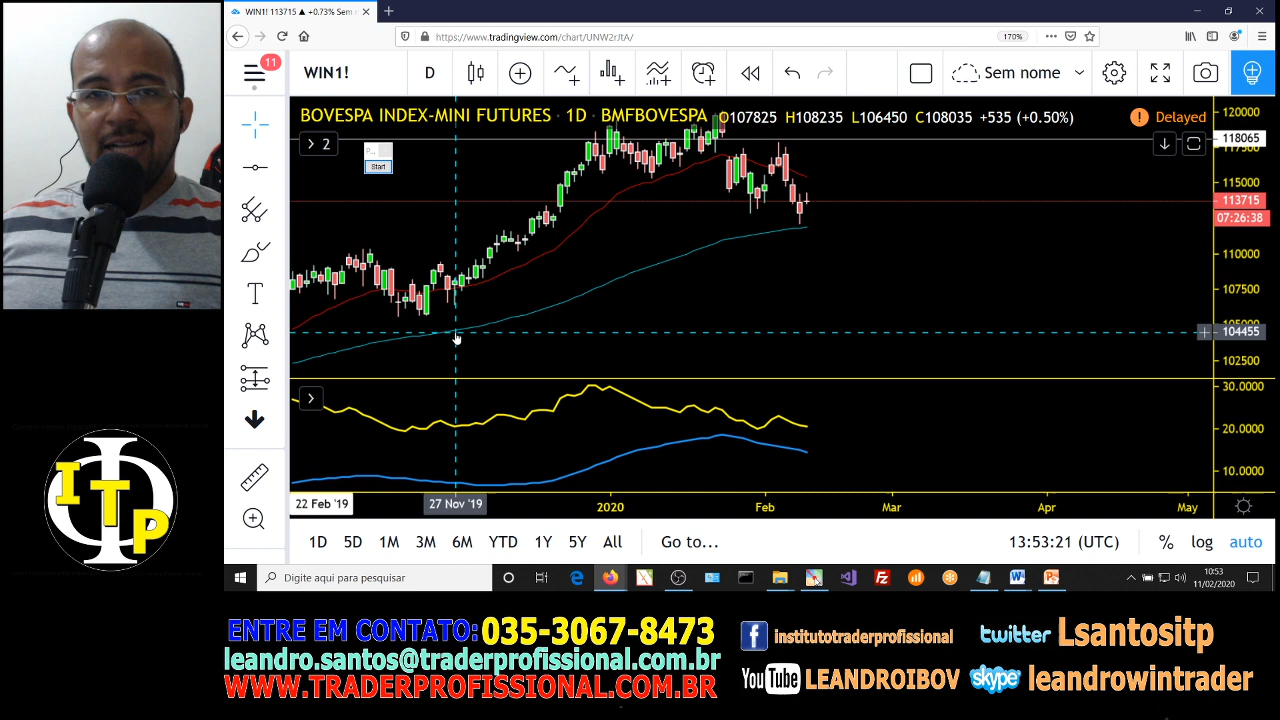 WIN1! 113715 ▲ +0.73% Sem n
https://www.tradingview.com/chart/UNW2rJtA/
170%
11
WIN1!
D
Sem nome
BOVESPA INDEX-MINI FUTURES · 1D · BMFBOVESPA
O107825 H108235 L106450 C108035 +535 (+0.50%)
Delayed
2
P...
Start
120000
118065
117500
115000
113715
07:26:38
110000
107500
105000
104455
102500
30.0000
20.0000
10.0000
22 Feb '19
27 Nov '19
2020
Feb
Mar
Apr
May
1D 5D 1M 3M 6M YTD 1Y 5Y All
Go to...
13:53:21 (UTC)
% log auto
Digite aqui para pesquisar
10:53
11/02/2020
ITP
ENTRE EM CONTATO: 035-3067-8473
leandro.santos@traderprofissional.com.br
WWW.TRADERPROFISSIONAL.COM.BR
f institutotraderprofissional
twitter Lsantositp
YouTube LEANDROIBOV
skype leandrowintrader